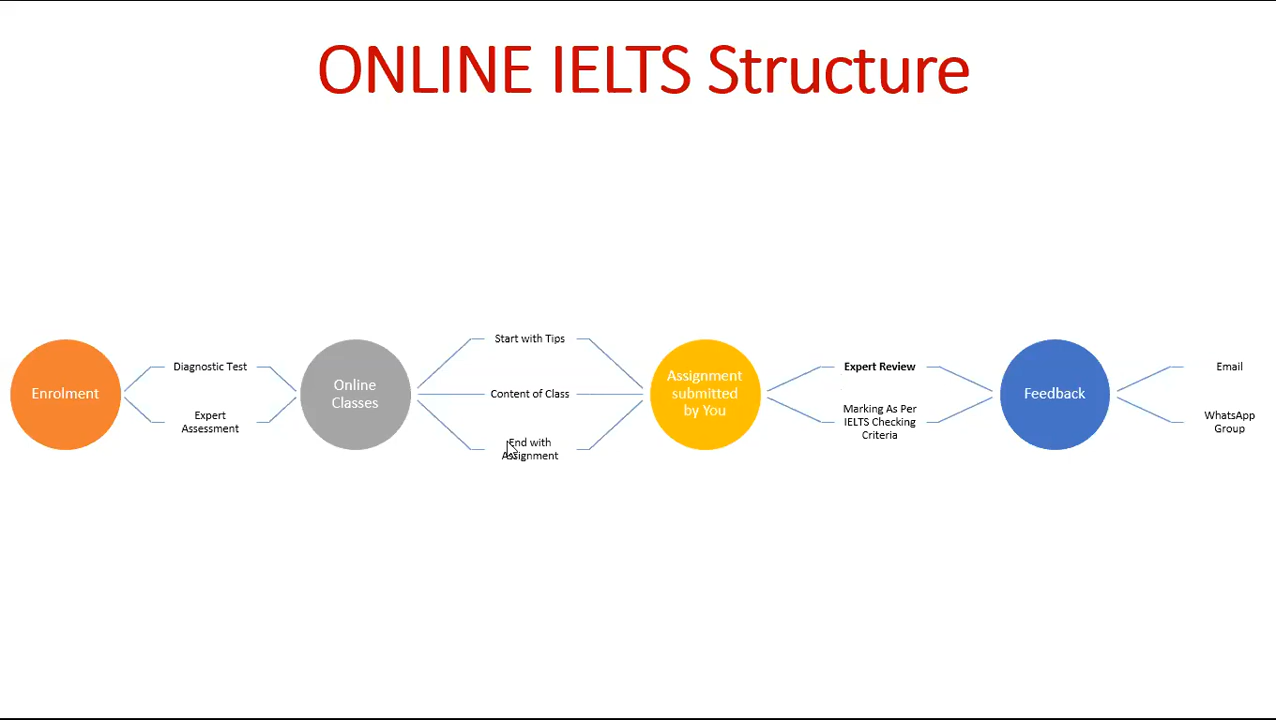 ONLINE IELTS Structure
Enrolment
Diagnostic Test
Expert
Assessment
Online
Classes
Start with Tips
Content of Class
End with
Assignment
Assignment
submitted
by You
Expert Review
Marking As Per
IELTS Checking
Criteria
Feedback
Email
WhatsApp
Group